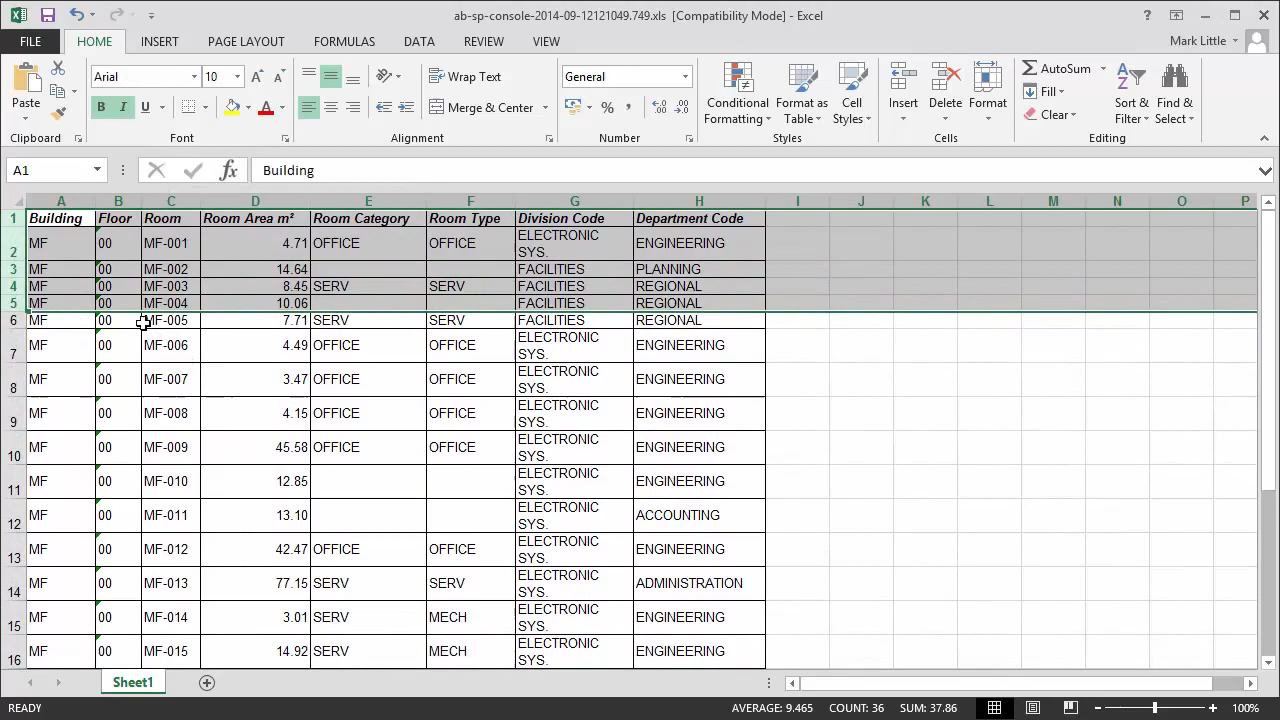 ab-sp-console-2014-09-12121049.749.xls [Compatibility Mode] - Excel
FILE HOME INSERT PAGE LAYOUT FORMULAS DATA REVIEW VIEW Mark Little
Paste
Arial 10
B I U
A
Wrap Text
Merge & Center
General
% ,
Conditional Formatting
Format as Table
Cell Styles
Insert
Delete
Format
AutoSum
Fill
Clear
Sort & Filter
Find & Select
Clipboard Font Alignment Number Styles Cells Editing
A1 fx Building
A B C D E F G H I J K L M N O P
1 Building Floor Room Room Area m² Room Category Room Type Division Code Department Code
2 MF 00 MF-001 4.71 OFFICE OFFICE ELECTRONIC SYS. ENGINEERING
3 MF 00 MF-002 14.64 FACILITIES PLANNING
4 MF 00 MF-003 8.45 SERV SERV FACILITIES REGIONAL
5 MF 00 MF-004 10.06 FACILITIES REGIONAL
6 MF 00 MF-005 7.71 SERV SERV FACILITIES REGIONAL
7 MF 00 MF-006 4.49 OFFICE OFFICE ELECTRONIC SYS. ENGINEERING
8 MF 00 MF-007 3.47 OFFICE OFFICE ELECTRONIC SYS. ENGINEERING
9 MF 00 MF-008 4.15 OFFICE OFFICE ELECTRONIC SYS. ENGINEERING
10 MF 00 MF-009 45.58 OFFICE OFFICE ELECTRONIC SYS. ENGINEERING
11 MF 00 MF-010 12.85 ELECTRONIC SYS. ENGINEERING
12 MF 00 MF-011 13.10 ELECTRONIC SYS. ACCOUNTING
13 MF 00 MF-012 42.47 OFFICE OFFICE ELECTRONIC SYS. ENGINEERING
14 MF 00 MF-013 77.15 SERV SERV ELECTRONIC SYS. ADMINISTRATION
15 MF 00 MF-014 3.01 SERV MECH ELECTRONIC SYS. ENGINEERING
16 MF 00 MF-015 14.92 SERV MECH ELECTRONIC SYS. ENGINEERING
Sheet1
READY AVERAGE: 9.465 COUNT: 36 SUM: 37.86 100%